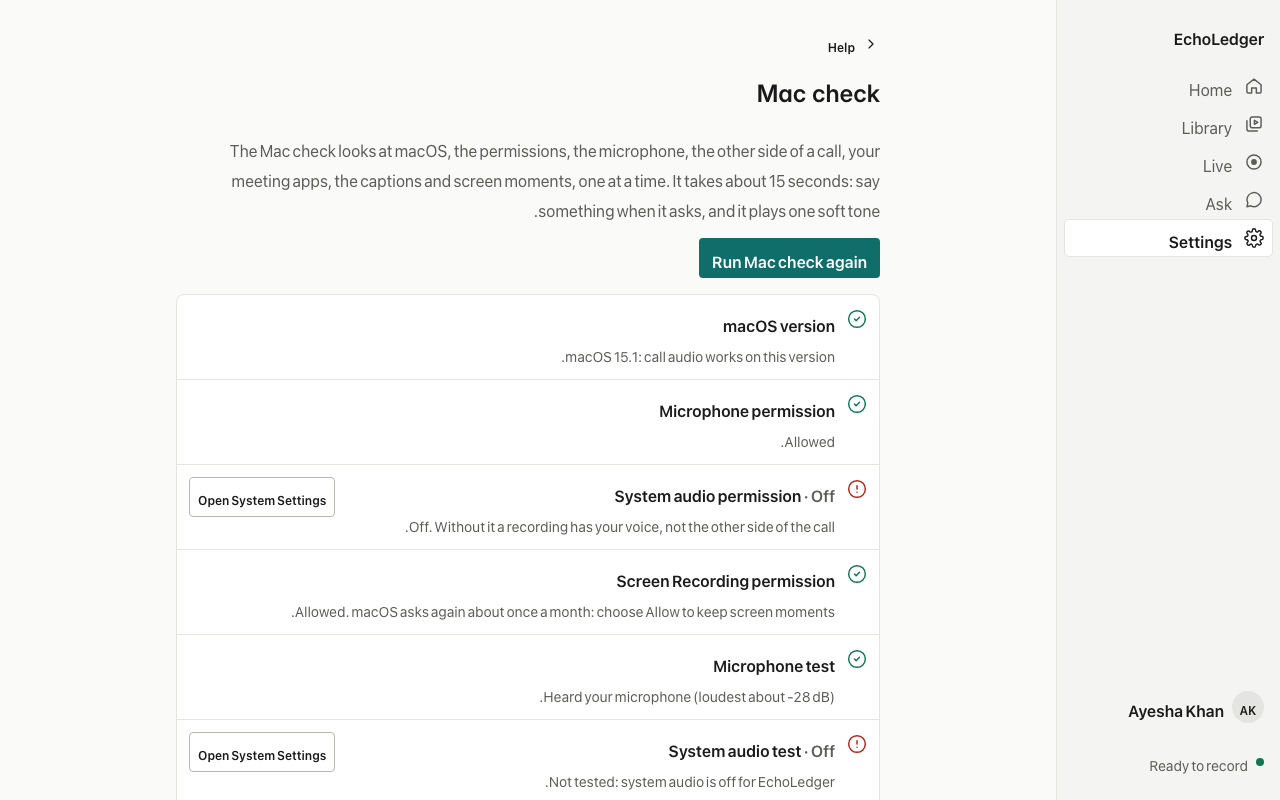 EchoLedger
Home
Library
Live
Ask
Settings
Ayesha Khan
AK
Ready to record
Help
Mac check
The Mac check looks at macOS, the permissions, the microphone, the other side of a call, your
meeting apps, the captions and screen moments, one at a time. It takes about 15 seconds: say
something when it asks, and it plays one soft tone.
Run Mac check again
macOS version
macOS 15.1: call audio works on this version.
Microphone permission
Allowed.
System audio permission · Off
Off. Without it a recording has your voice, not the other side of the call.
Open System Settings
Screen Recording permission
Allowed. macOS asks again about once a month: choose Allow to keep screen moments.
Microphone test
Heard your microphone (loudest about -28 dB).
System audio test · Off
Not tested: system audio is off for EchoLedger.
Open System Settings